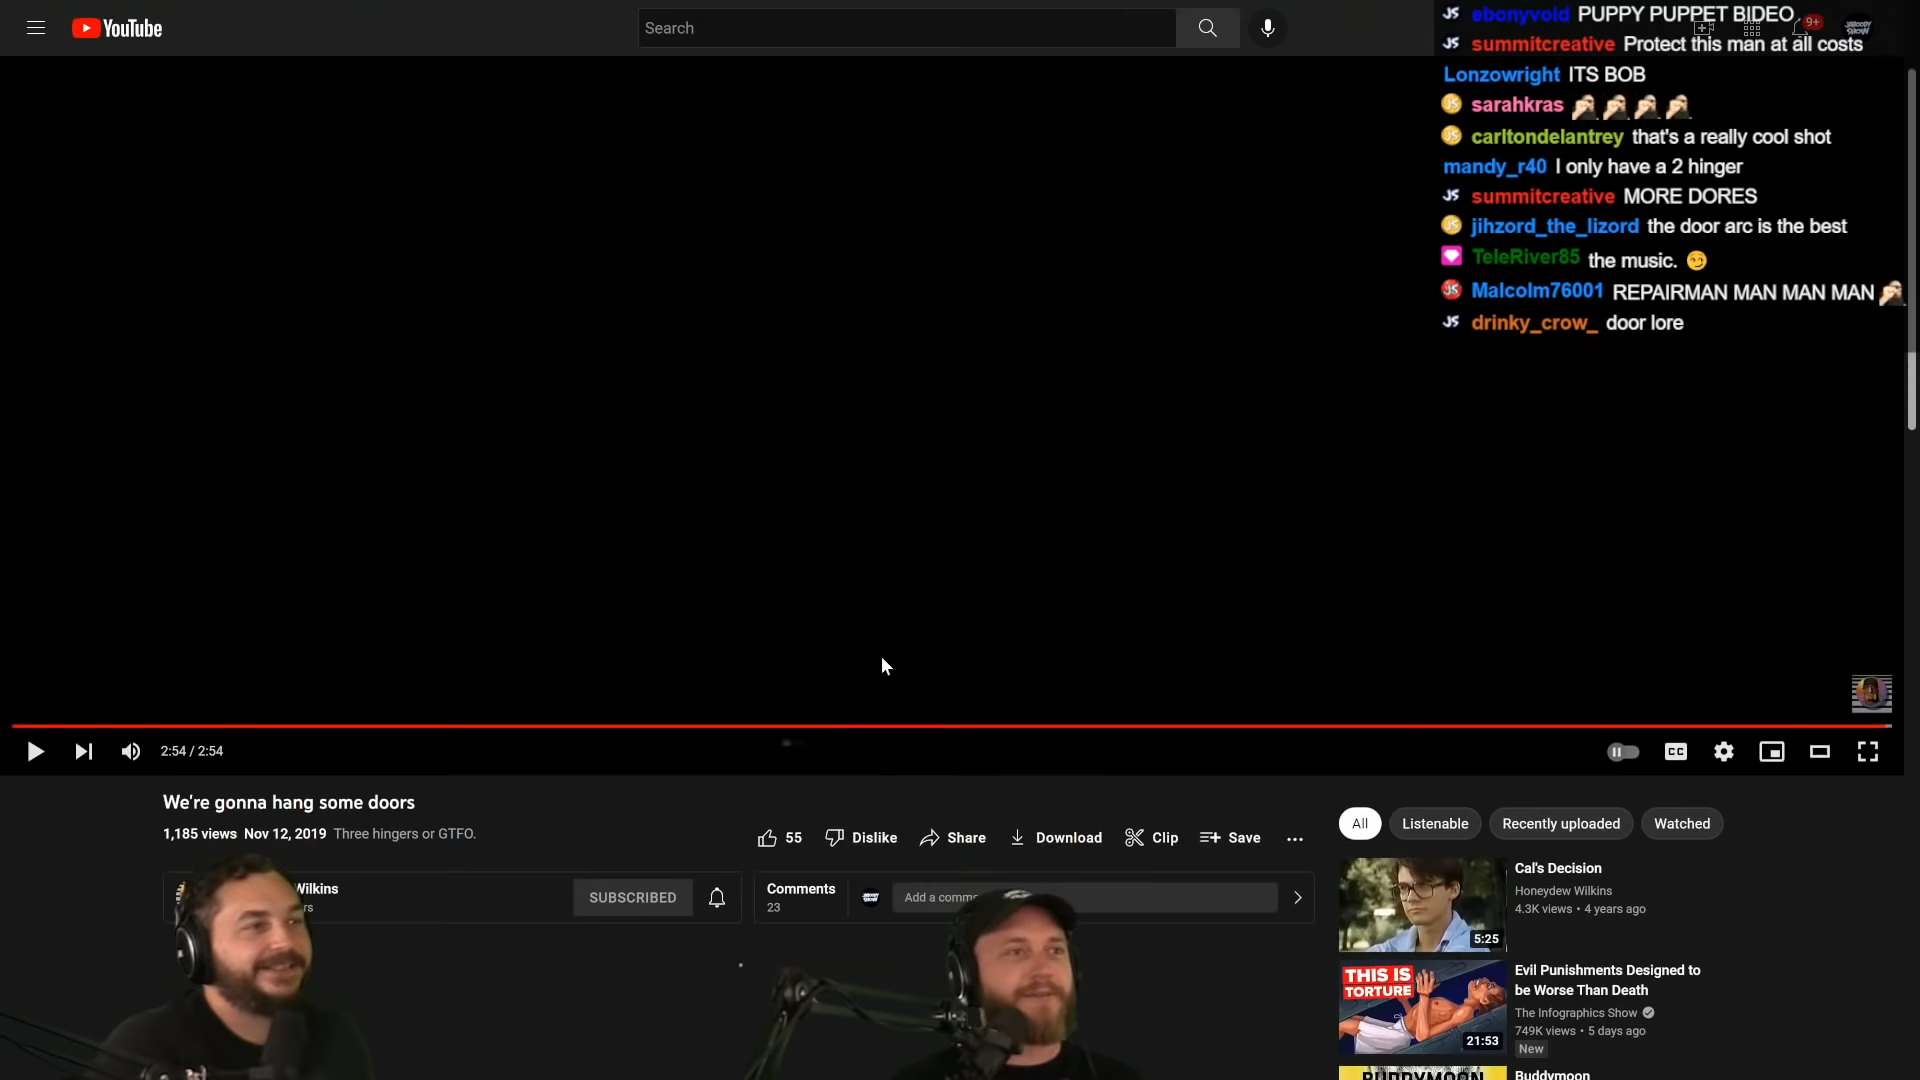 YouTube
Search
9+
ebonyvoid PUPPY PUPPET BIDEO
summitcreative Protect this man at all costs
Lonzowright ITS BOB
sarahkras
carltondelantrey that's a really cool shot
mandy_r40 I only have a 2 hinger
summitcreative MORE DORES
jihzord_the_lizord the door arc is the best
TeleRiver85 the music.
Malcolm76001 REPAIRMAN MAN MAN MAN
drinky_crow_ door lore
2:54 / 2:54
CC
We're gonna hang some doors
1,185 views Nov 12, 2019 Three hingers or GTFO.
55 Dislike Share Download Clip Save
Wilkins
SUBSCRIBED
Comments
23
Add a comme
All Listenable Recently uploaded Watched
Cal's Decision
Honeydew Wilkins
4.3K views • 4 years ago
5:25
THIS IS
TORTURE
21:53
Evil Punishments Designed to
be Worse Than Death
The Infographics Show
749K views • 5 days ago
New
BUDDYMOON
Buddymoon